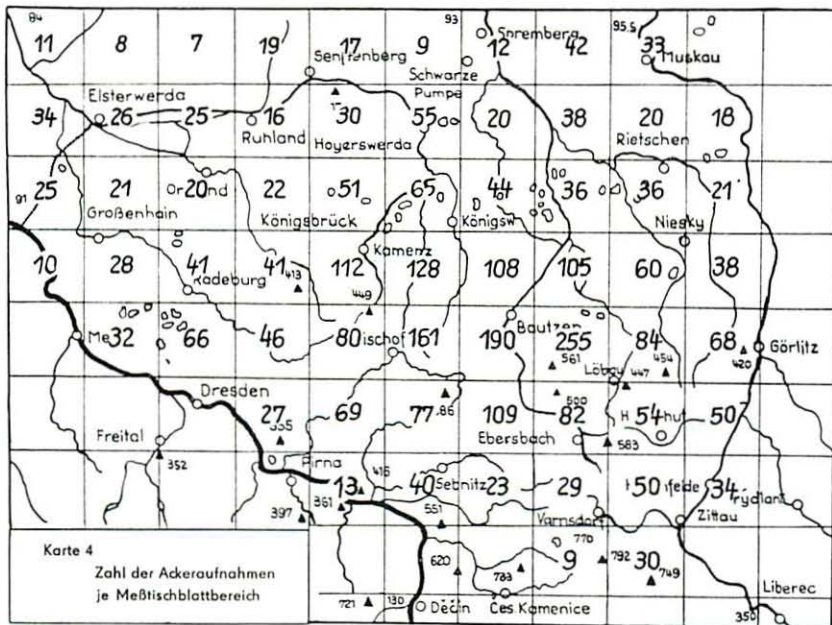 84 93 95.5
11 8 7 19 17 9 12 42 33
Spremberg
Muskau
Senftenberg
Schwarze
Pumpe
Elsterwerda
34 26 25 16 30 55 20 38 20 18
Ruhland
Hoyerswerda
Rietschen
91 25 21 20 22 51 65 44 36 36 21
Großenhain
Königsbrück
Königsw
Niesky
Kamenz
10 28 41 41 112 128 108 105 60 38
413
Radeburg
449
Bautzen
Me 32 66 46 80 161 190 255 84 68
ischof
561
454
420
Görlitz
Löbau
447
Dresden
500
27 69 77 109 82 54 50
Freital
Ebersbach
583
352
Pirna
416
13 40 23 29 50 34
Sebnitz
361
397
551
Varnsdorf
Zittau
770
620 783 9 792 30 749
Karte 4
Zahl der Ackeraufnahmen
je Meßtischblattbereich
721 130 Děčín Čes. Kamenice
Liberec
350